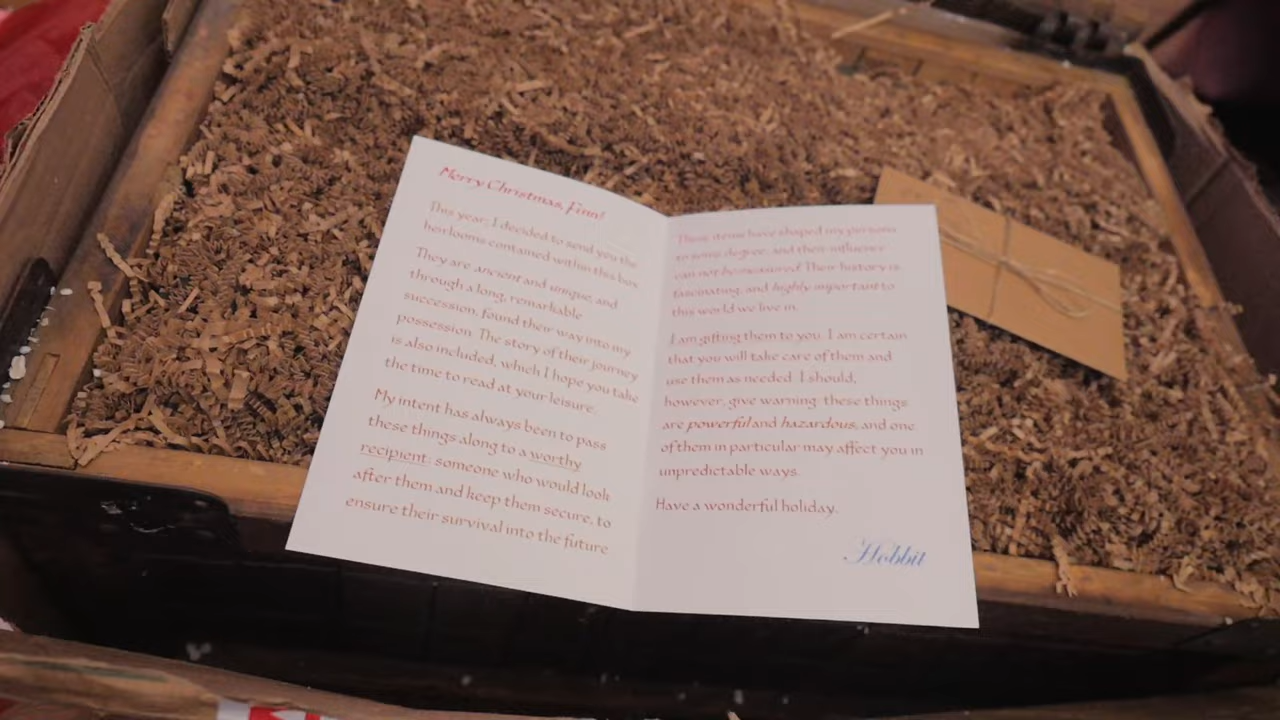 Merry Christmas, Finn!
This year, I decided to send you the
heirlooms contained within this box
They are ancient and unique, and
through a long, remarkable
succession, found their way into my
possession. The story of their journey
is also included, which I hope you take
the time to read at your leisure.
My intent has always been to pass
these things along to a worthy
recipient: someone who would look
after them and keep them secure, to
ensure their survival into the future
These items have shaped my persona
to some degree, and their influence
can not be measured. Their history is
fascinating, and highly important to
this world we live in.
I am gifting them to you. I am certain
that you will take care of them and
use them as needed. I should,
however, give warning: these things
are powerful and hazardous, and one
of them in particular may affect you in
unpredictable ways.
Have a wonderful holiday.
Hobbit